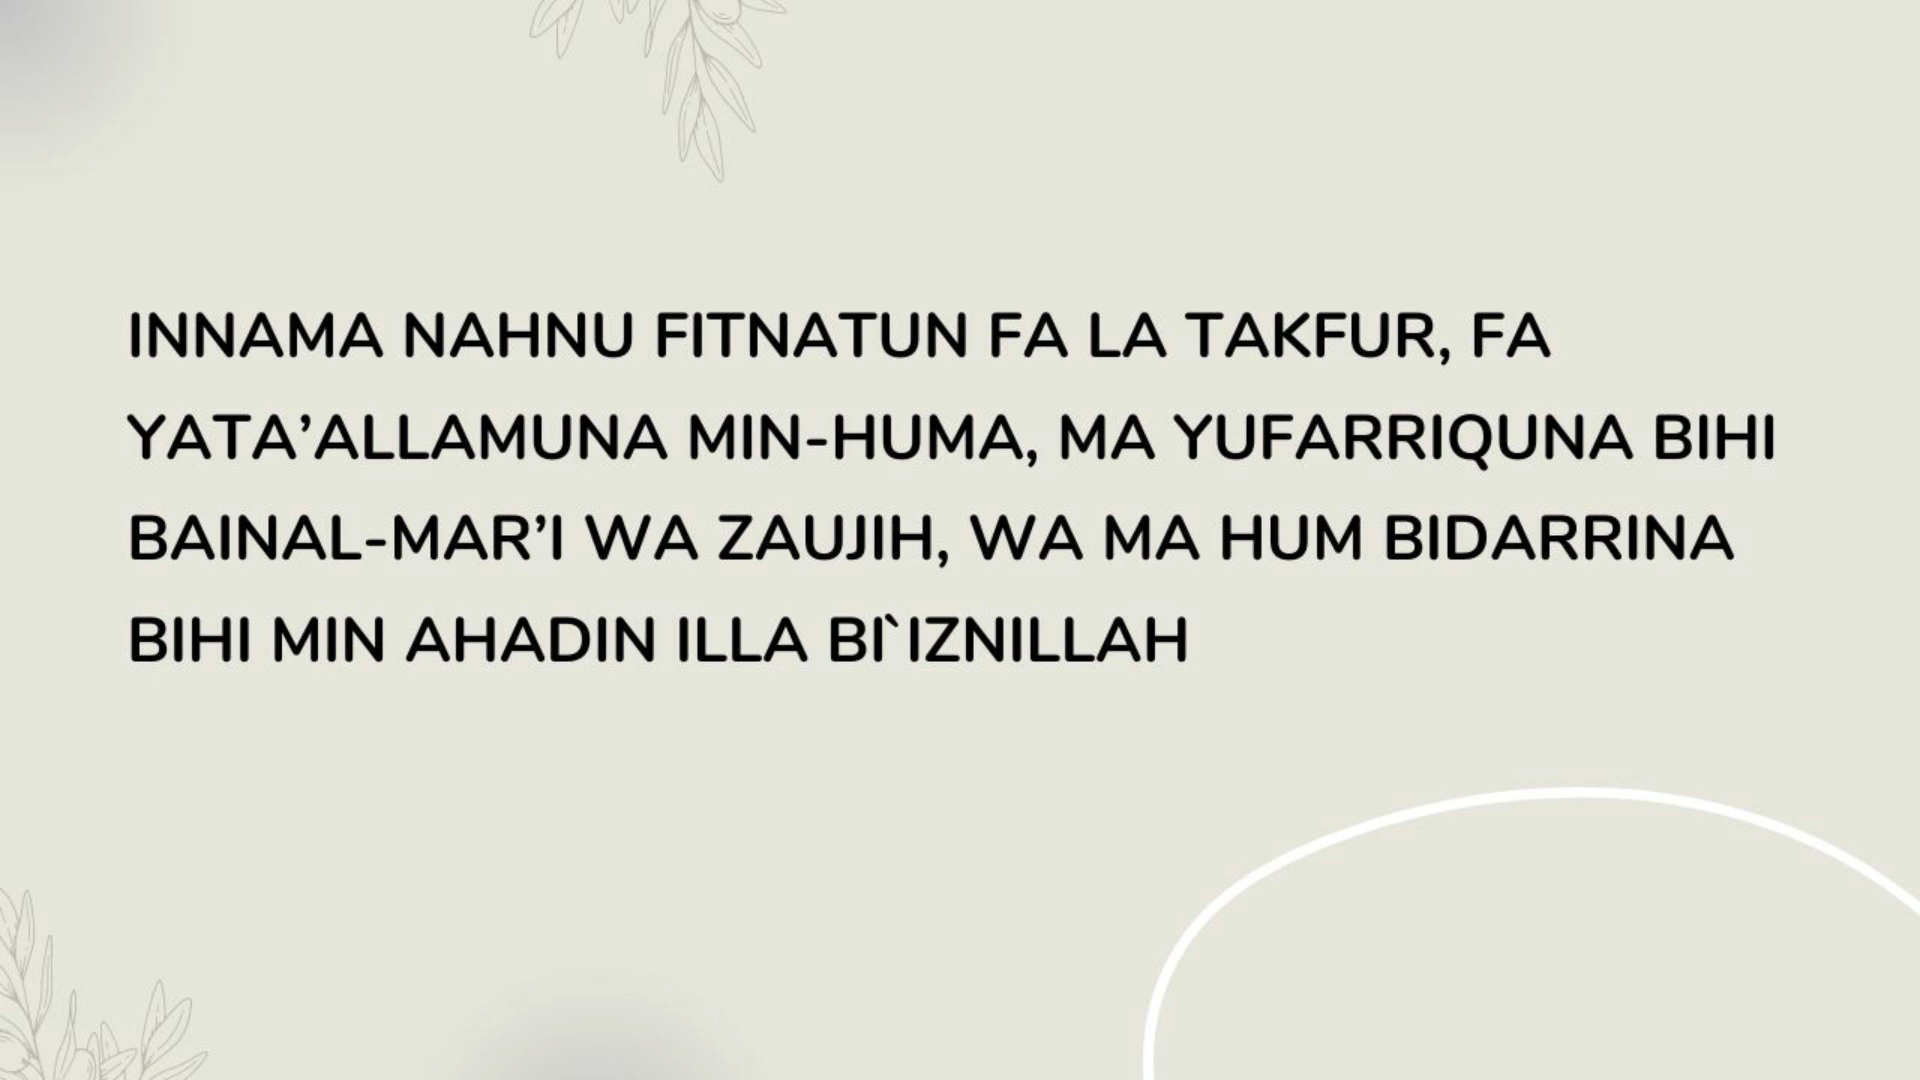 INNAMA NAHNU FITNATUN FA LA TAKFUR, FA
YATA’ALLAMUNA MIN-HUMA, MA YUFARRIQUNA BIHI
BAINAL-MAR’I WA ZAUJIH, WA MA HUM BIDARRINA
BIHI MIN AHADIN ILLA BI`IZNILLAH